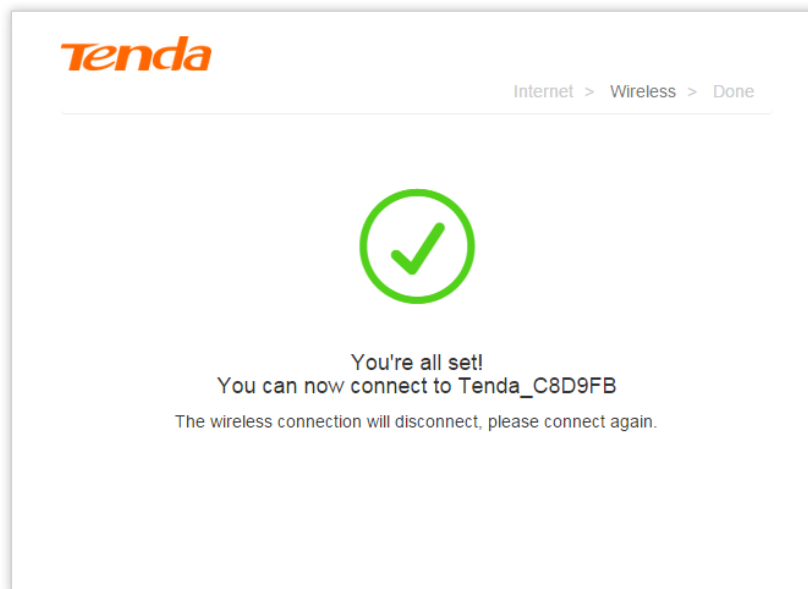 Tenda
Internet > Wireless > Done
You're all set!
You can now connect to Tenda_C8D9FB
The wireless connection will disconnect, please connect again.